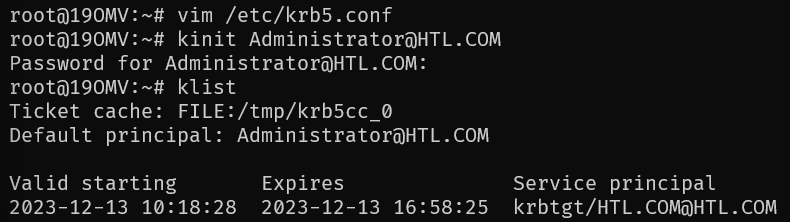 root@19OMV:~# vim /etc/krb5.conf
root@19OMV:~# kinit Administrator@HTL.COM
Password for Administrator@HTL.COM:
root@19OMV:~# klist
Ticket cache: FILE:/tmp/krb5cc_0
Default principal: Administrator@HTL.COM
Valid starting       Expires              Service principal
2023-12-13 10:18:28  2023-12-13 16:58:25  krbtgt/HTL.COM@HTL.COM